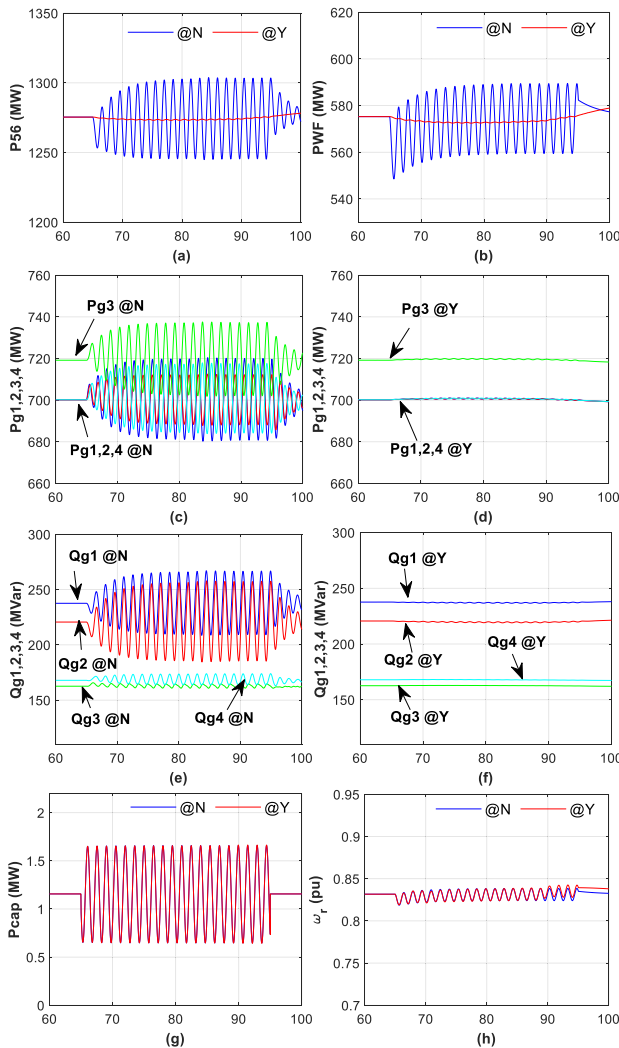 1350
@N
@Y
1300
1250
1200
P56 (MW)
60
70
80
90
100
(a)
620
@N
@Y
600
580
560
540
PWF (MW)
60
70
80
90
100
(b)
760
740
720
700
680
660
Pg1,2,3,4 (MW)
Pg3 @N
Pg1,2,4 @N
60
70
80
90
100
(c)
760
740
720
700
680
660
Pg1,2,3,4 (MW)
Pg3 @Y
Pg1,2,4 @Y
60
70
80
90
100
(d)
300
250
200
150
Qg1,2,3,4 (MVar)
Qg1 @N
Qg2 @N
Qg3 @N
Qg4 @N
60
70
80
90
100
(e)
300
250
200
150
Qg1,2,3,4 (MVar)
Qg1 @Y
Qg2 @Y
Qg4 @Y
Qg3 @Y
60
70
80
90
100
(f)
2
@N
@Y
1.5
1
0.5
0
Pcap (MW)
60
70
80
90
100
(g)
0.95
@N
@Y
0.9
0.85
0.8
0.75
0.7
ω_r (pu)
60
70
80
90
100
(h)